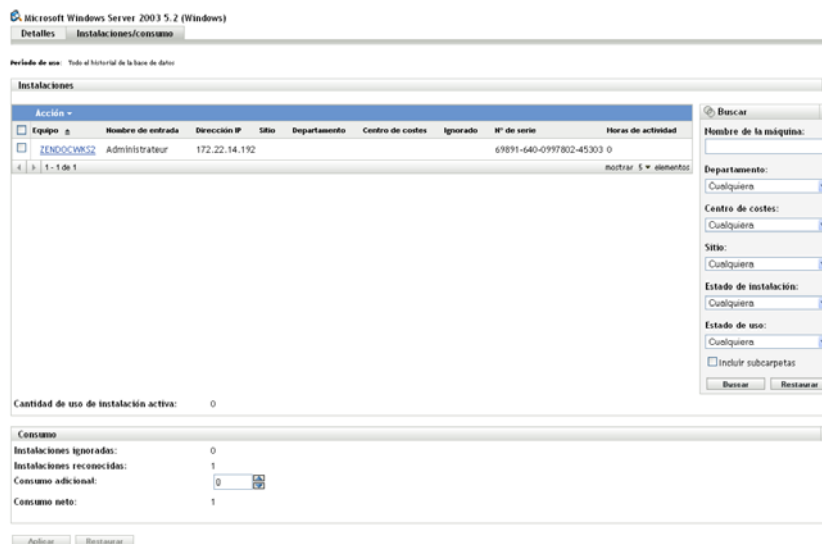 Microsoft Windows Server 2003 5.2 (Windows)
Detalles Instalaciones/consumo
Período de uso: Todo el historial de la base de datos
Instalaciones
Acción
Equipo Nombre de entrada Dirección IP Sitio Departamento Centro de costes Ignorado Nº de serie Horas de actividad
ZENDOCWKS2 Administrateur 172.22.14.192 69891-640-0997802-45303 0
1 - 1 de 1 mostrar 5 elementos
Buscar
Nombre de la máquina:
Departamento:
Cualquiera
Centro de costes:
Cualquiera
Sitio:
Cualquiera
Estado de instalación:
Cualquiera
Estado de uso:
Cualquiera
Incluir subcarpetas
Buscar Restaurar
Cantidad de uso de instalación activa: 0
Consumo
Instalaciones ignoradas: 0
Instalaciones reconocidas: 1
Consumo adicional: 0
Consumo neto: 1
Aplicar Restaurar